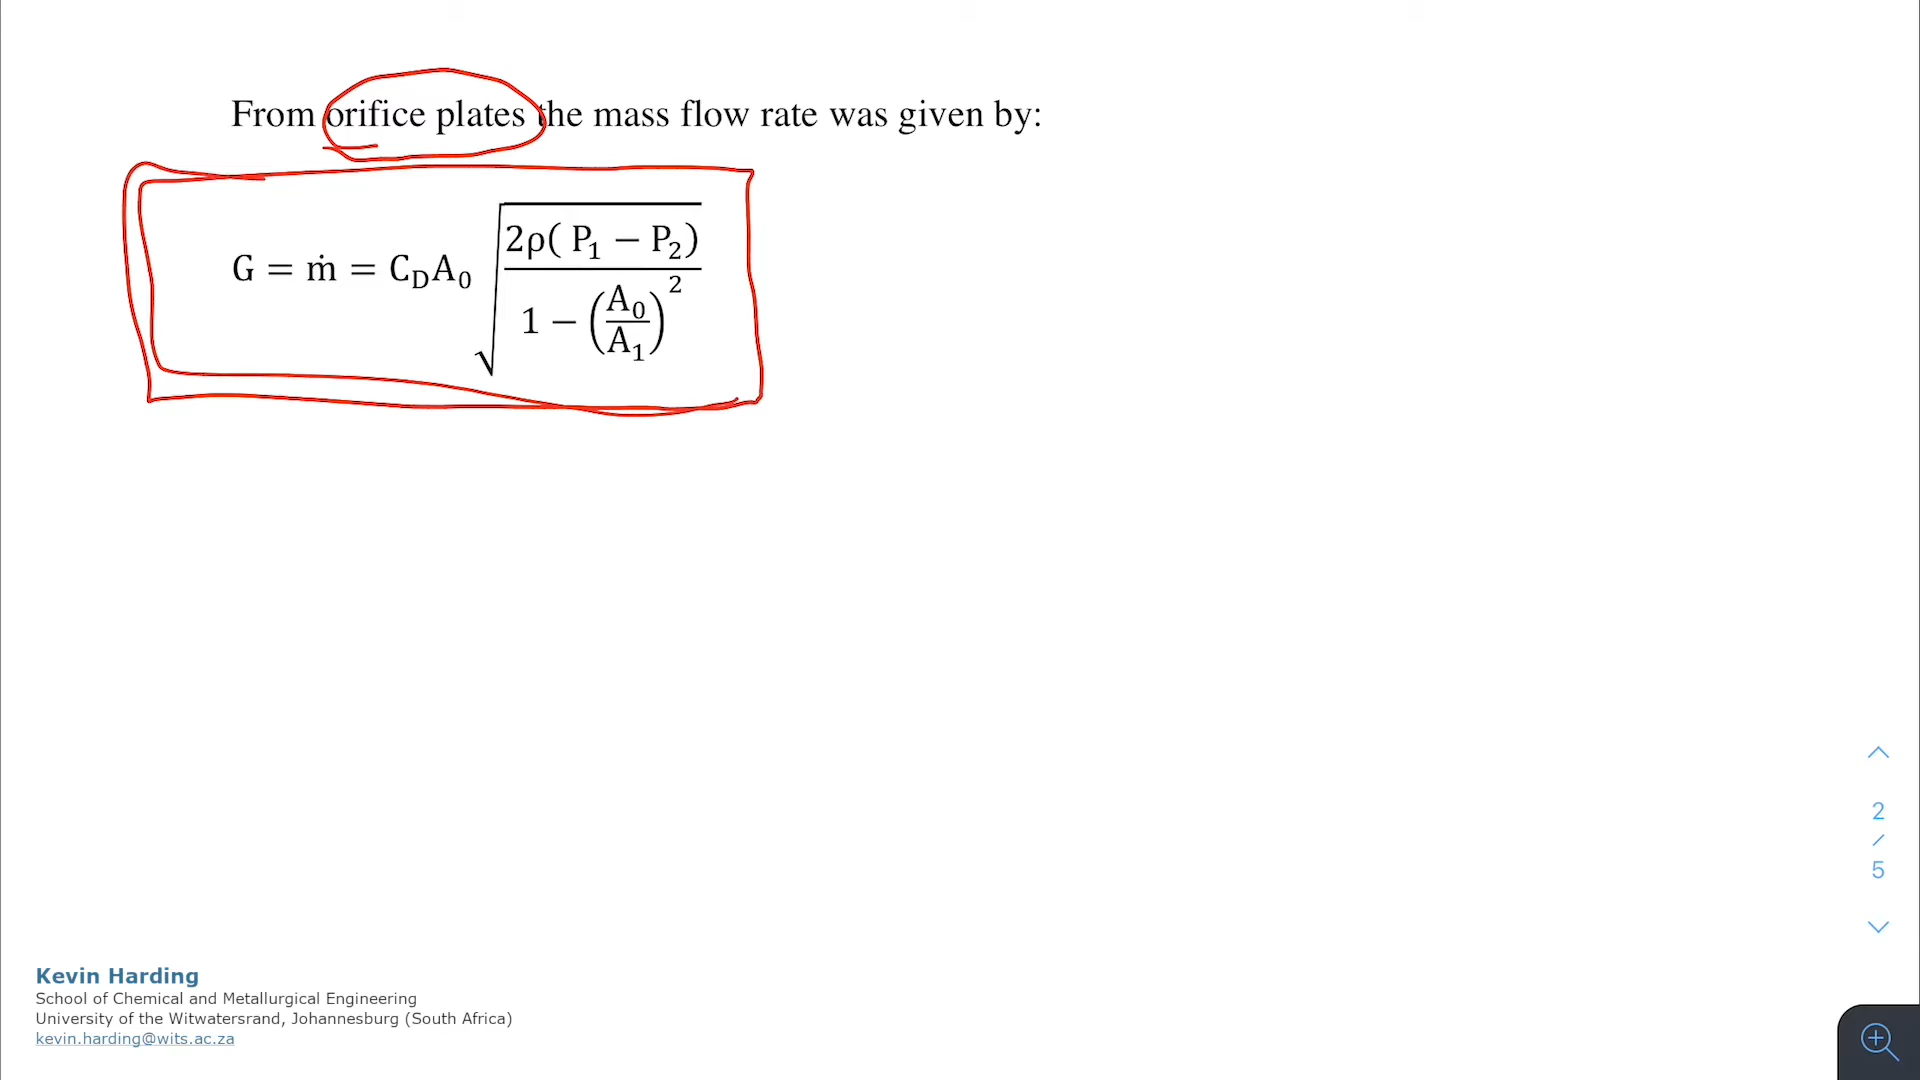 From orifice plates the mass flow rate was given by:
G = ṁ = C_D A_0 √(2ρ( P_1 − P_2) / (1 − (A_0/A_1)^2))
2
/
5
Kevin Harding
School of Chemical and Metallurgical Engineering
University of the Witwatersrand, Johannesburg (South Africa)
kevin.harding@wits.ac.za